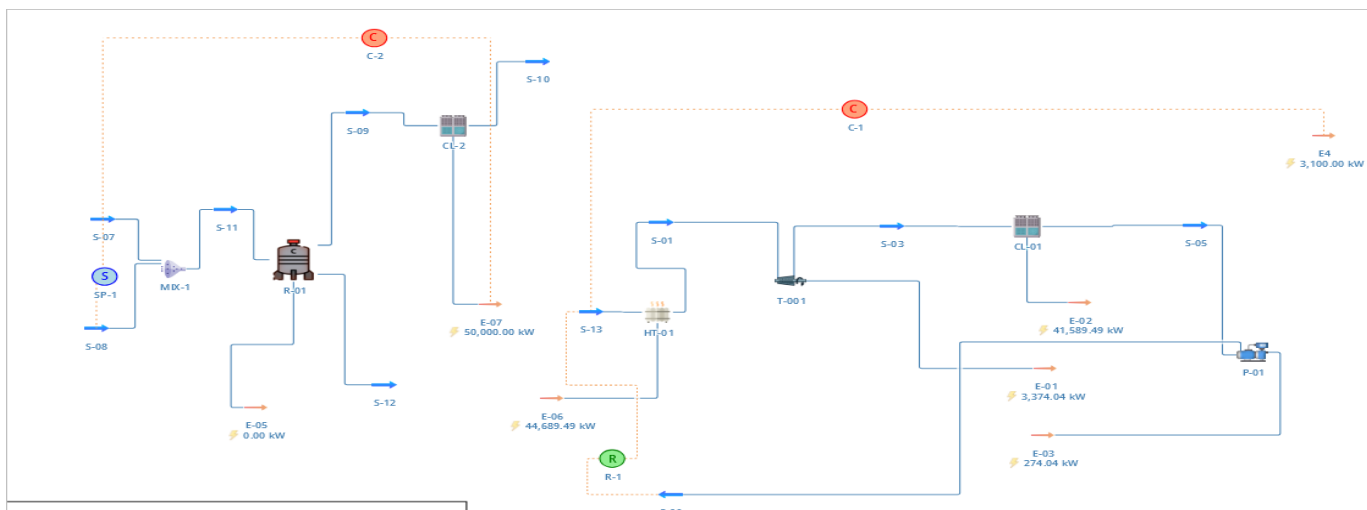 C
C-2
S-10
C
C-1
S-09
CL-2
E4
3,100.00 kW
S-07
S-11
S-01
S-03
CL-01
S-05
S
SP-1
MIX-1
C
R-01
T-001
E-07
50,000.00 kW
S-13
HT-01
E-02
41,589.49 kW
S-08
P-01
S-12
E-01
3,374.04 kW
E-05
0.00 kW
E-06
44,689.49 kW
R
R-1
E-03
274.04 kW